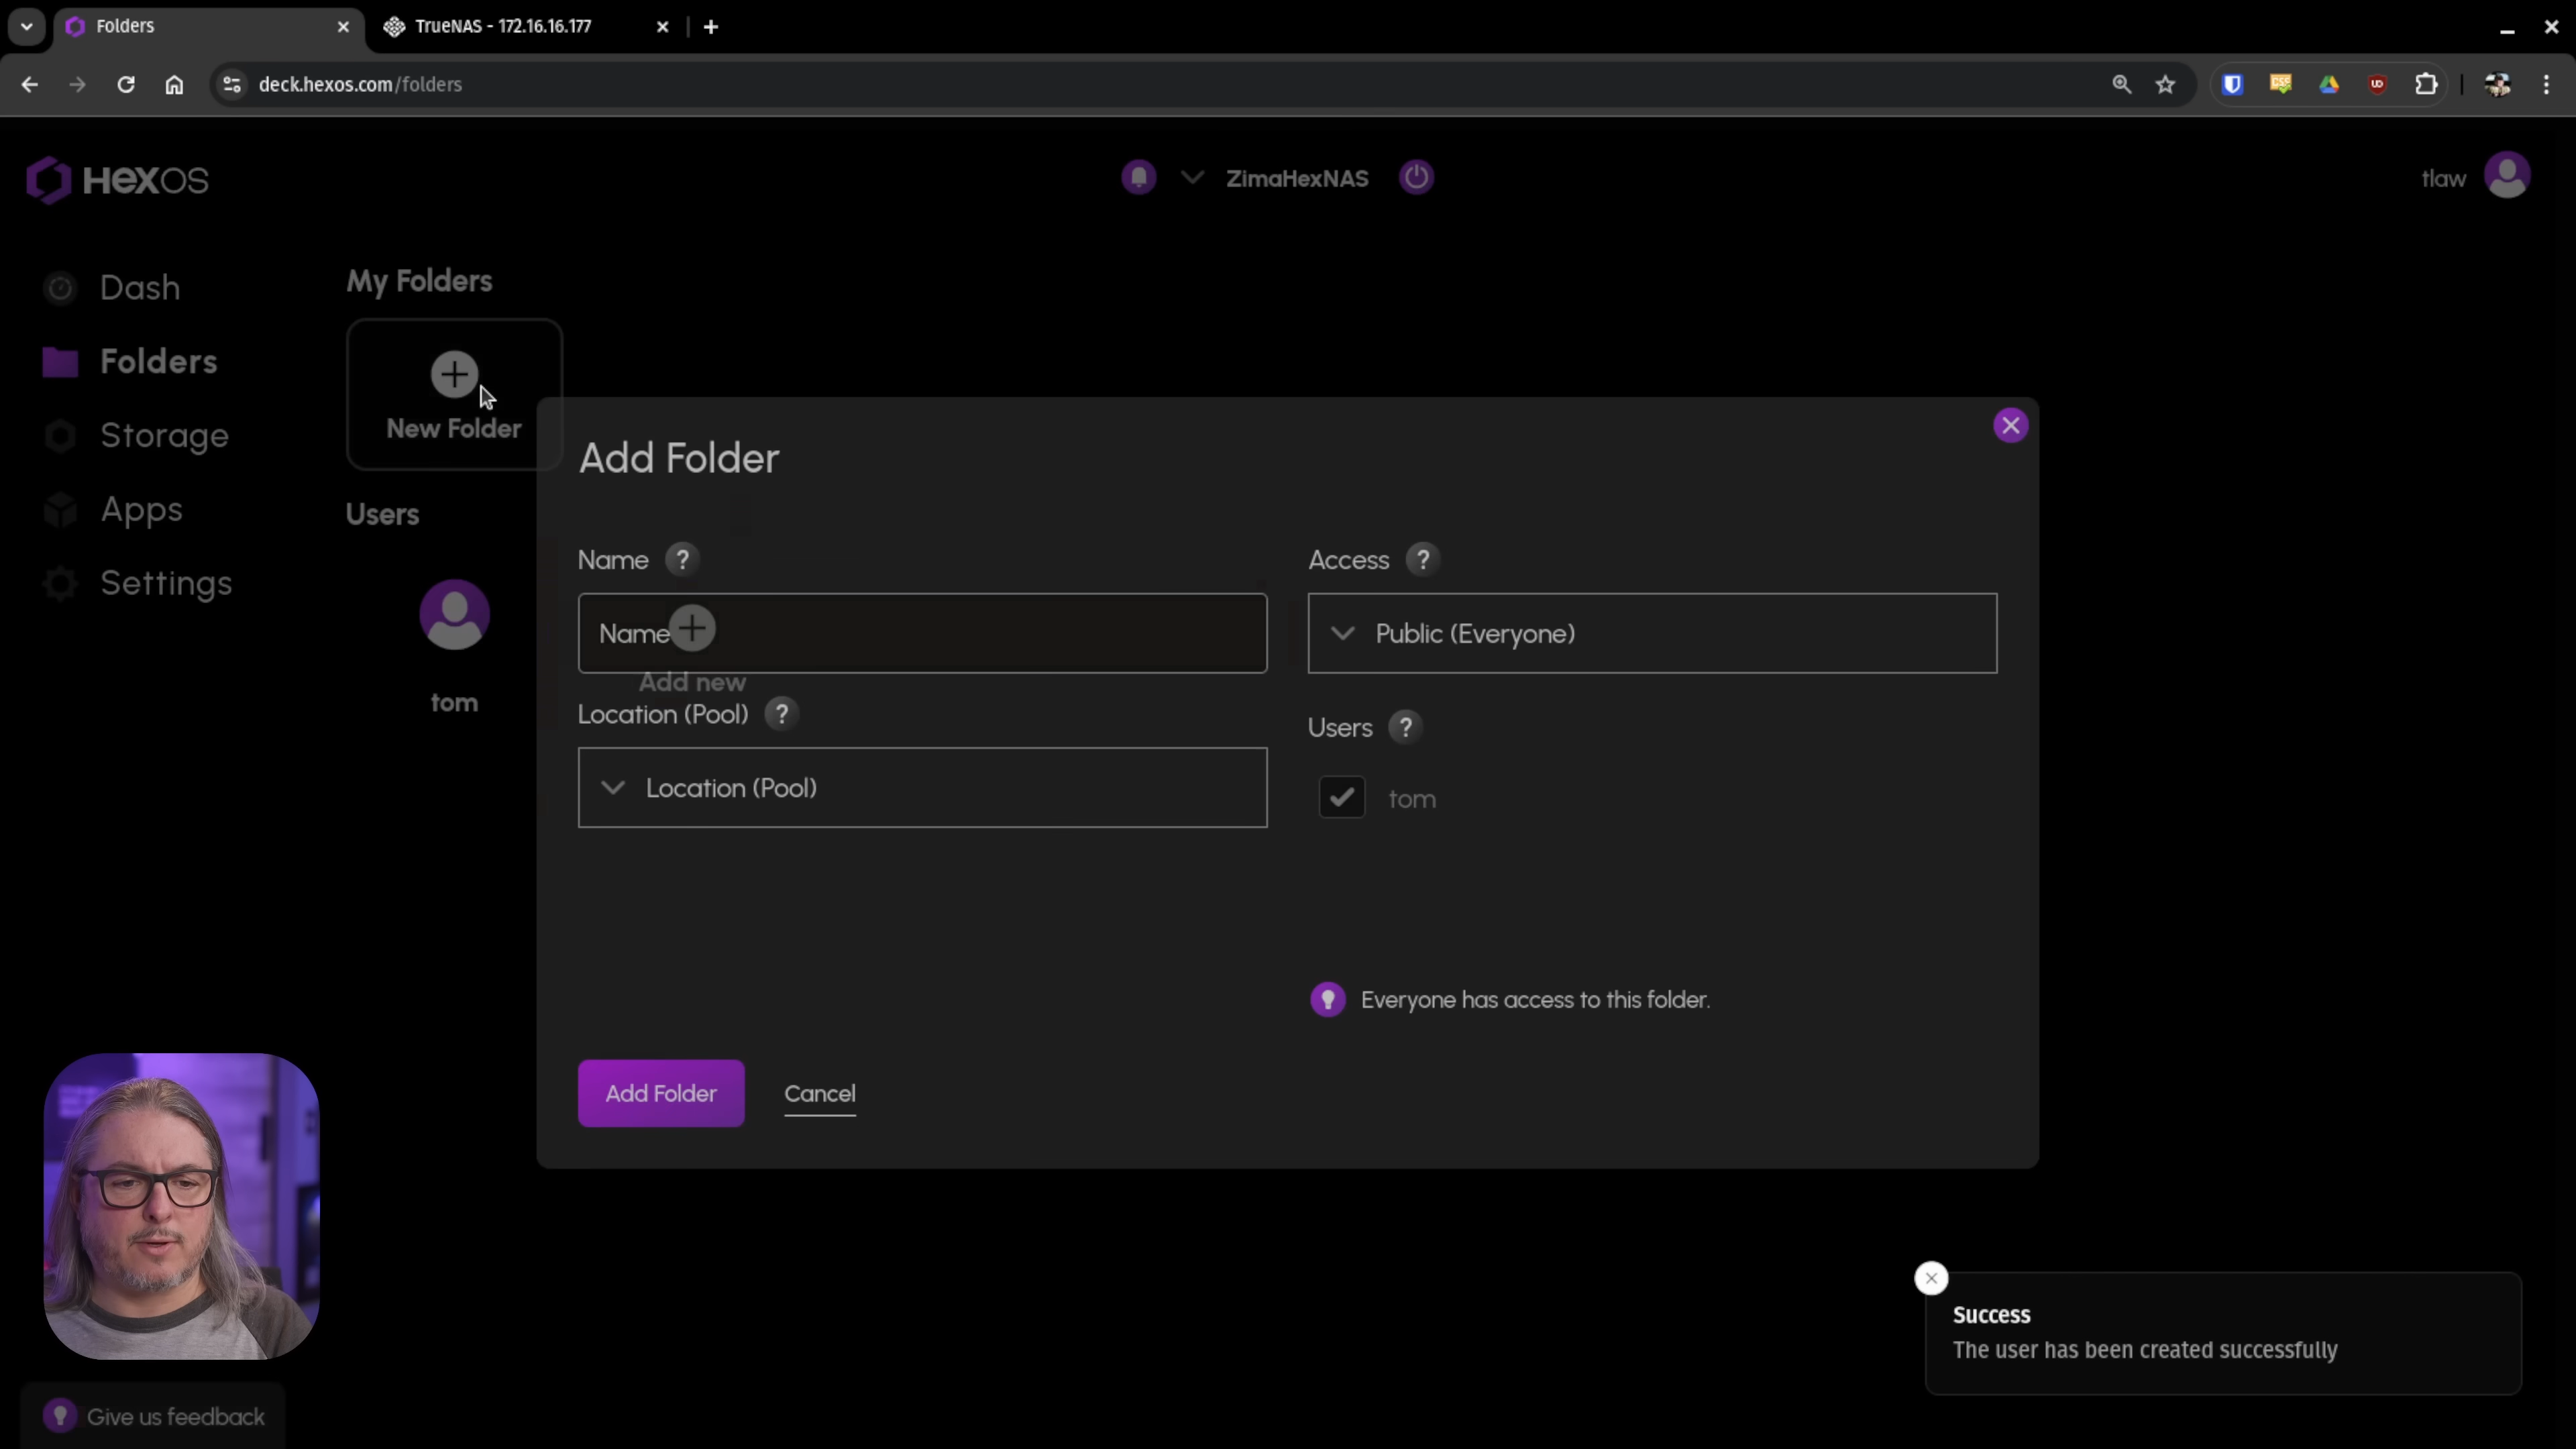 Folders
TrueNAS - 172.16.16.177
deck.hexos.com/folders
HexOS
ZimaHexNAS
tlaw
Dash
Folders
Storage
Apps
Settings
My Folders
New Folder
Users
tom
Add new
Add Folder
Name ?
Name
Location (Pool) ?
Location (Pool)
Access ?
Public (Everyone)
Users ?
tom
Everyone has access to this folder.
Add Folder
Cancel
Success
The user has been created successfully
Give us feedback